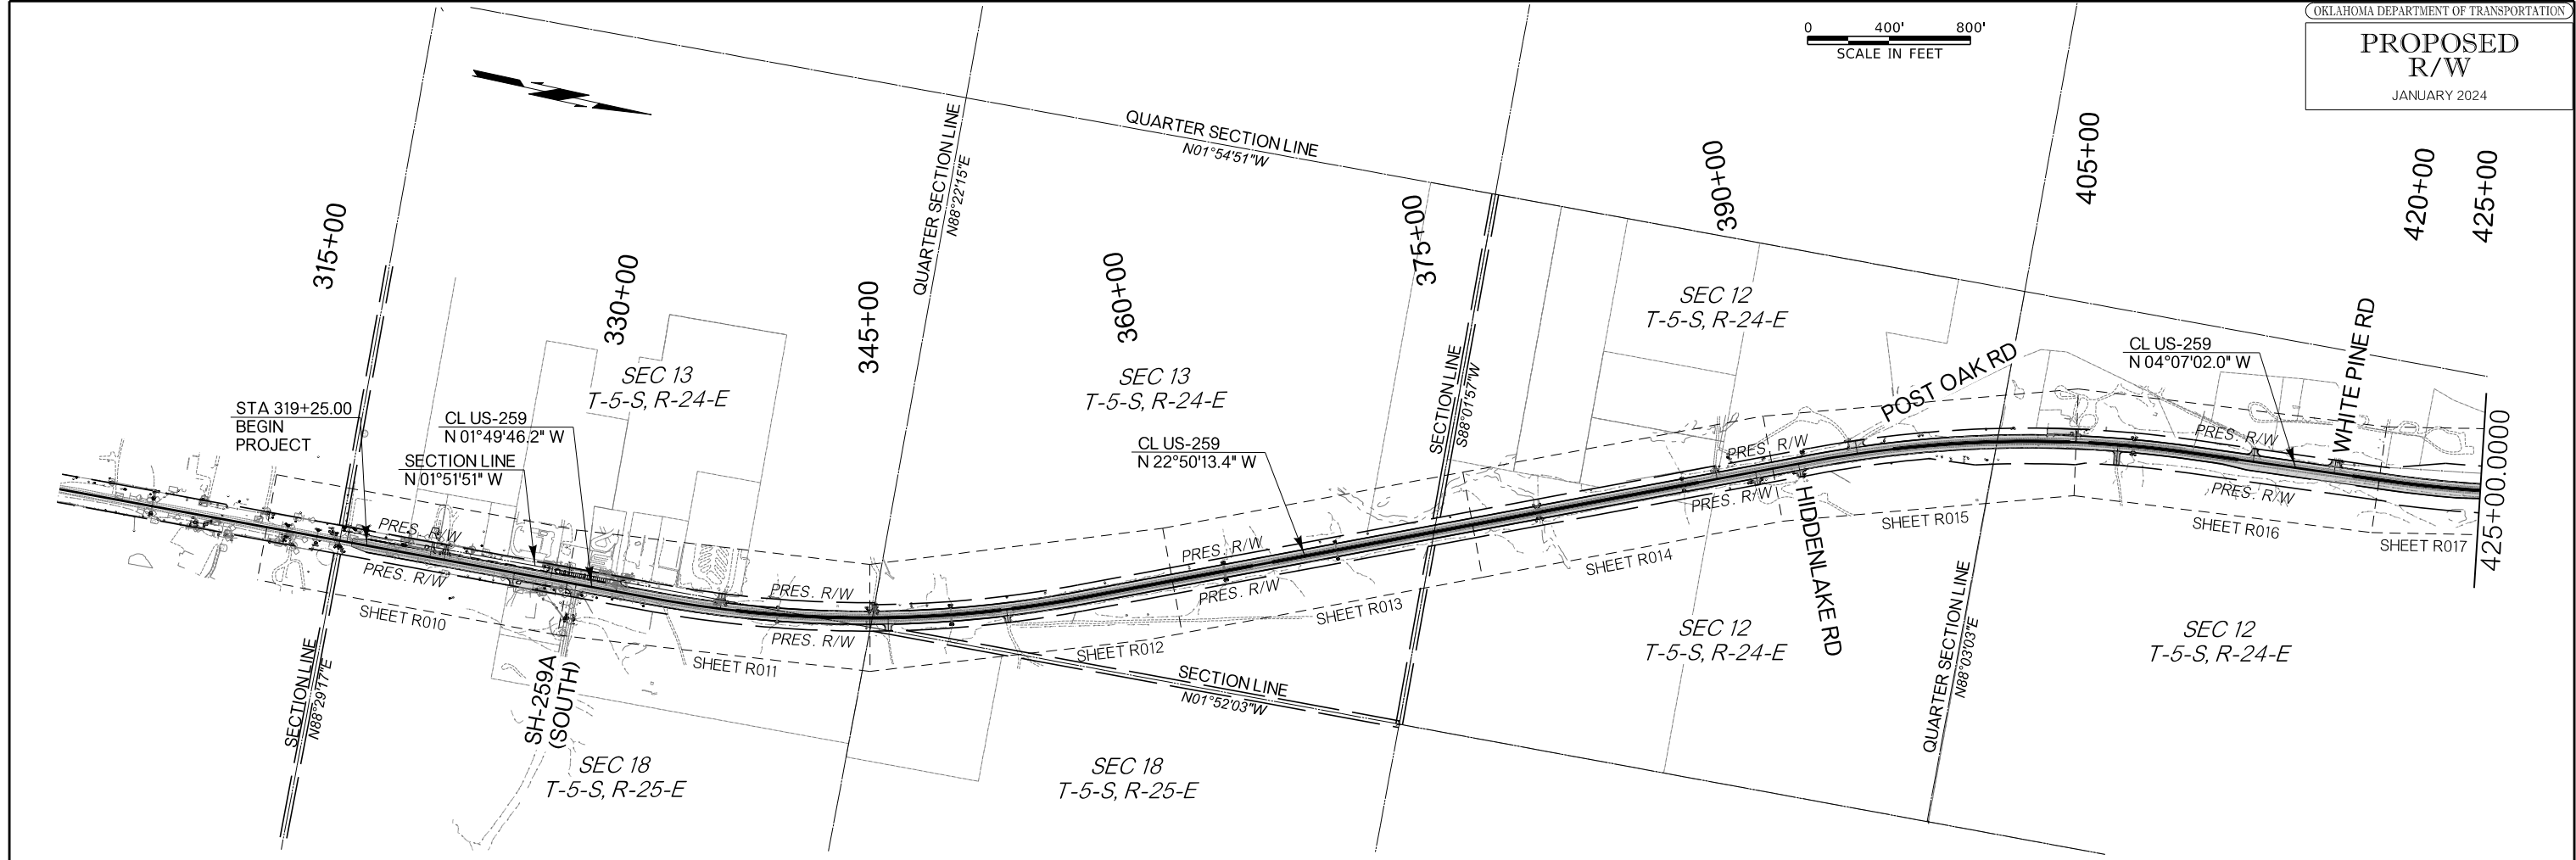 OKLAHOMA DEPARTMENT OF TRANSPORTATION
PROPOSED
R/W
JANUARY 2024
0 400' 800'
SCALE IN FEET
315+00
330+00
345+00
360+00
375+00
390+00
405+00
420+00
425+00
QUARTER SECTION LINE
N88°22'15"E
QUARTER SECTION LINE
N01°54'51"W
SEC 12
T-5-S, R-24-E
SEC 13
T-5-S, R-24-E
SEC 13
T-5-S, R-24-E
SECTION LINE
S88°01'57"W
POST OAK RD
WHITE PINE RD
CL US-259
N 04°07'02.0" W
STA 319+25.00
BEGIN
PROJECT
CL US-259
N 01°49'46.2" W
SECTION LINE
N 01°51'51" W
CL US-259
N 22°50'13.4" W
PRES. R/W
PRES. R/W
PRES. R/W
PRES. R/W
PRES. R/W
PRES. R/W
PRES. R/W
PRES. R/W
PRES. R/W
PRES. R/W
425+00.0000
HIDDENLAKE RD
SHEET R010
SHEET R011
SHEET R012
SHEET R013
SHEET R014
SHEET R015
SHEET R016
SHEET R017
SECTION LINE
N88°29'17"E
SH-259A
(SOUTH)
SECTION LINE
N01°52'03"W
SEC 12
T-5-S, R-24-E
QUARTER SECTION LINE
N88°03'03"E
SEC 12
T-5-S, R-24-E
SEC 18
T-5-S, R-25-E
SEC 18
T-5-S, R-25-E